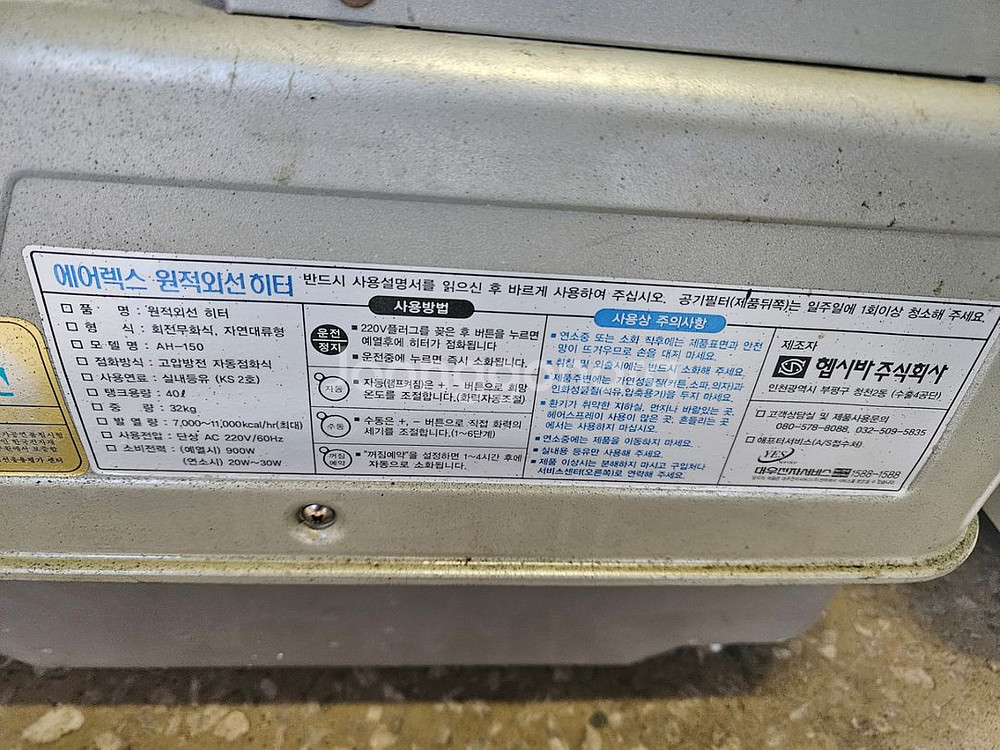 에어렉스 원적외선히터 반드시 사용설명서를 읽으신 후 바르게 사용하여 주십시오. 공기필터(제품뒤쪽)는 일주일에 1회이상 청소해 주세요.
□ 품 명 : 원적외선 히터
□ 형 식 : 회전무화식, 자연대류형
□ 모 델 명 : AH-150
□ 점화방식 : 고압방전 자동점화식
□ 사용연료 : 실내등유 (KS 2호)
□ 탱크용량 : 40ℓ
□ 중 량 : 32kg
□ 발 열 량 : 7,000~11,000kcal/hr(최대)
□ 사용전압 : 단상 AC 220V/60Hz
□ 소비전력 : (예열시) 900W
(연소시) 20W~30W
사용방법
운전
정지
■ 220V플러그를 꽂은 후 버튼을 누르면
예열후에 히터가 점화됩니다.
■ 운전중에 누르면 즉시 소화됩니다.
자동
■ 자동(램프켜짐)은 +, - 버튼으로 희망
온도를 조절합니다.(화력자동조절)
수동
■ 수동은 +, - 버튼으로 직접 화력의
세기를 조절합니다.(1~6단계)
꺼짐
예약
■ "꺼짐예약"을 설정하면 1~4시간 후에
자동으로 소화됩니다.
사용상 주의사항
■ 연소중 또는 소화 직후에는 제품표면과 안전
망이 뜨거우므로 손을 대지 마세요.
■ 취침 및 외출시에는 반드시 소화해 주세요.
■ 제품주변에는 가연성물질(커튼,소파,의자)과
인화성물질(석유,압축용기)을 두지 마세요.
■ 환기가 취약한 지하실, 먼지나 바람있는 곳
헤어스프레이 사용이 많은 곳, 흔들리는 곳
에서는 사용하지 마십시오.
■ 연소중에는 제품을 이동하지 마세요.
■ 실내용 등유만 사용해 주세요.
■ 제품 이상시는 분해하지 마시고 구입처나
서비스센터(오른쪽)로 연락해 주세요.
제조자
헵시바주식회사
인천광역시 부평구 청천2동 (수출4공단)
□ 고객상담실 및 제품사용문의
080-578-8088, 032-509-5835
□ 애프터서비스(A/S접수처)
YES
대우전자서비스 1588-1588